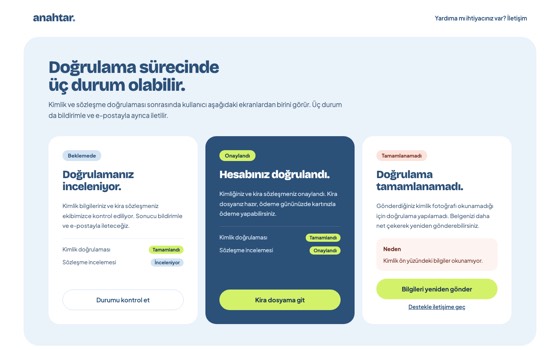 anahtar.
Yardıma mı ihtiyacınız var? İletişim
Doğrulama sürecinde
üç durum olabilir.
Kimlik ve sözleşme doğrulaması sonrasında kullanıcı aşağıdaki ekranlardan birini görür. Üç durum
da bildirimle ve e-postayla ayrıca iletilir.
Beklemede
Doğrulamanız
inceleniyor.
Kimlik bilgileriniz ve kira sözleşmeniz
ekibimizce kontrol ediliyor. Sonucu bildirimle
ve e-postayla ileteceğiz.
Kimlik doğrulaması
Tamamlandı
Sözleşme incelemesi
İnceleniyor
Durumu kontrol et
Onaylandı
Hesabınız doğrulandı.
Kimliğiniz ve kira sözleşmeniz onaylandı. Kira
dosyanız hazır, ödeme gününüzde kartınızla
ödeme yapabilirsiniz.
Kimlik doğrulaması
Tamamlandı
Sözleşme incelemesi
Onaylandı
Kira dosyama git
Tamamlanamadı
Doğrulama
tamamlanamadı.
Gönderdiğiniz kimlik fotoğrafı okunamadığı
için doğrulama yapılamadı. Belgenizi daha
net çekerek yeniden gönderebilirsiniz.
Neden
Kimlik ön yüzündeki bilgiler okunamıyor.
Bilgileri yeniden gönder
Destekle iletişime geç